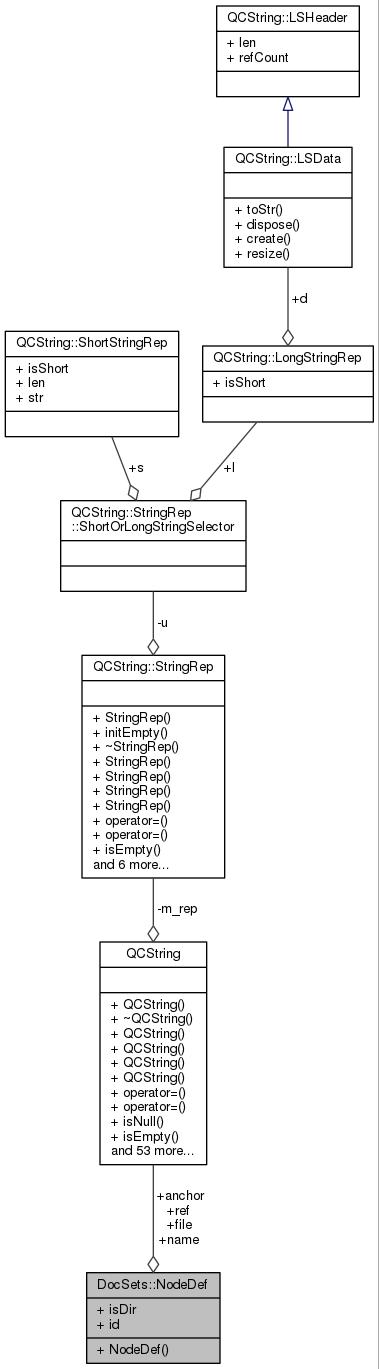 QCString::LSHeader
+ len
+ refCount
QCString::LSData
+ toStr()
+ dispose()
+ create()
+ resize()
+d
QCString::ShortStringRep
+ isShort
+ len
+ str
QCString::LongStringRep
+ isShort
+s
+l
QCString::StringRep
::ShortOrLongStringSelector
-u
QCString::StringRep
+ StringRep()
+ initEmpty()
+ ~StringRep()
+ StringRep()
+ StringRep()
+ StringRep()
+ StringRep()
+ operator=()
+ operator=()
+ isEmpty()
and 6 more...
-m_rep
QCString
+ QCString()
+ ~QCString()
+ QCString()
+ QCString()
+ QCString()
+ QCString()
+ operator=()
+ operator=()
+ isNull()
+ isEmpty()
and 53 more...
+anchor
+ref
+file
+name
DocSets::NodeDef
+ isDir
+ id
+ NodeDef()